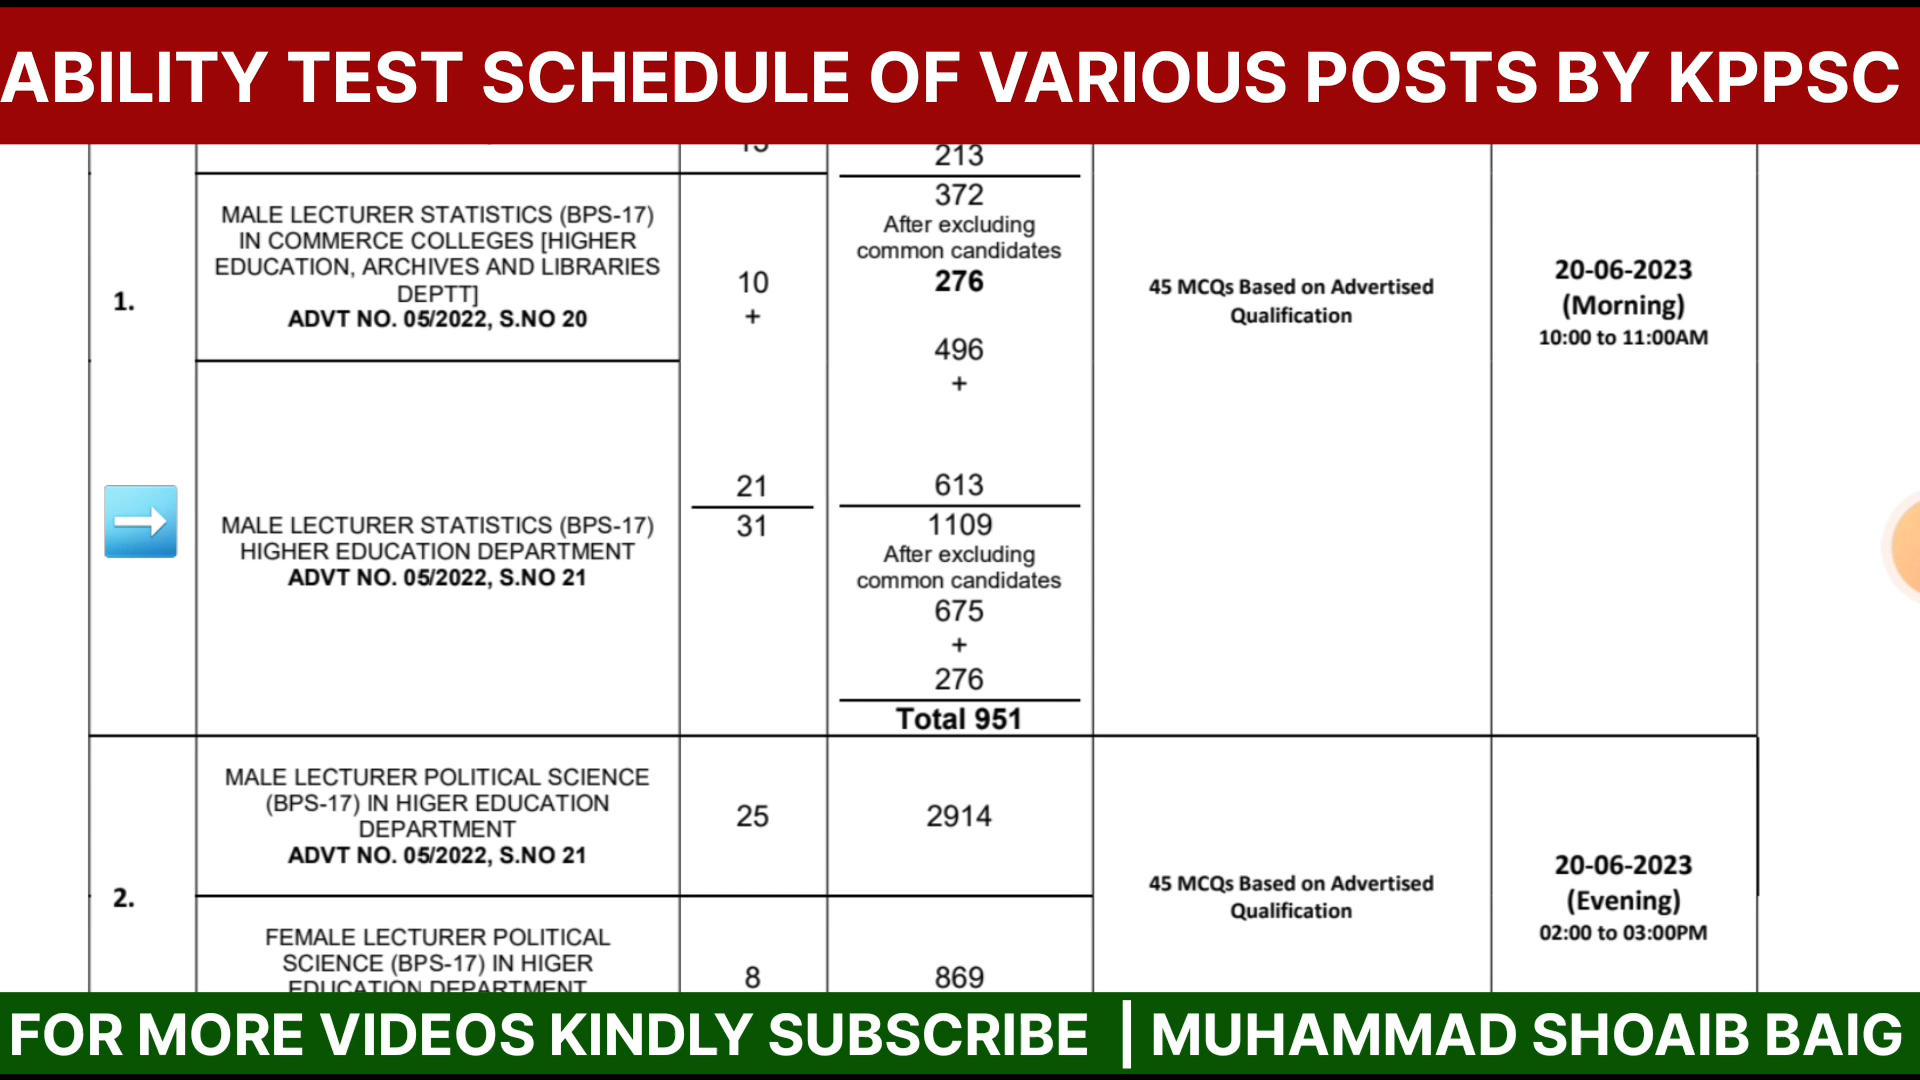 ABILITY TEST SCHEDULE OF VARIOUS POSTS BY KPPSC
213
372
After excluding
common candidates
276
496
+
613
1109
After excluding
common candidates
675
+
276
Total 951
1.
MALE LECTURER STATISTICS (BPS-17)
IN COMMERCE COLLEGES [HIGHER
EDUCATION, ARCHIVES AND LIBRARIES
DEPTT]
ADVT NO. 05/2022, S.NO 20
10
+
21
31
45 MCQs Based on Advertised
Qualification
20-06-2023
(Morning)
10:00 to 11:00AM
MALE LECTURER STATISTICS (BPS-17)
HIGHER EDUCATION DEPARTMENT
ADVT NO. 05/2022, S.NO 21
2.
MALE LECTURER POLITICAL SCIENCE
(BPS-17) IN HIGER EDUCATION
DEPARTMENT
ADVT NO. 05/2022, S.NO 21
25
2914
45 MCQs Based on Advertised
Qualification
20-06-2023
(Evening)
02:00 to 03:00PM
FEMALE LECTURER POLITICAL
SCIENCE (BPS-17) IN HIGER
EDUCATION DEPARTMENT
8
869
FOR MORE VIDEOS KINDLY SUBSCRIBE | MUHAMMAD SHOAIB BAIG